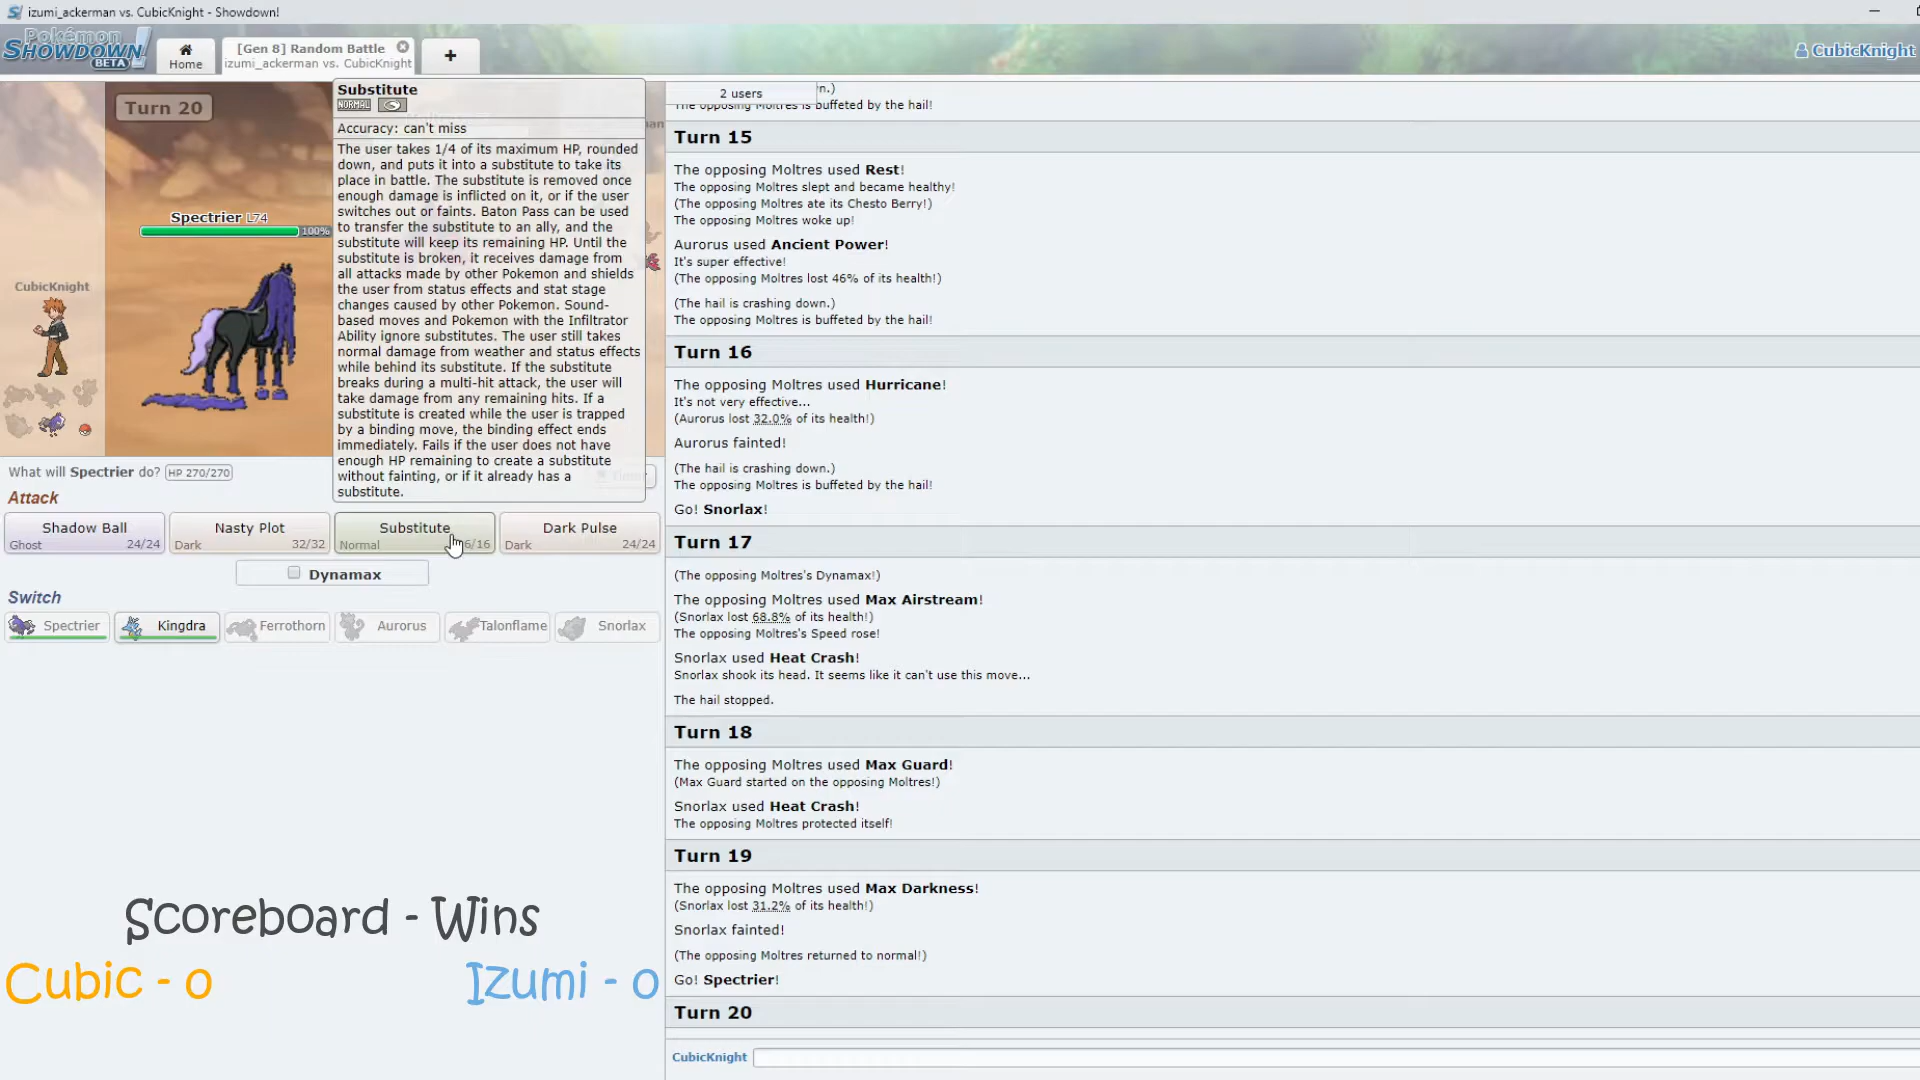 izumi_ackerman vs. CubicKnight - Showdown!
Pokémon
SHOWDOWN!
BETA
Home
[Gen 8] Random Battle
izumi_ackerman vs. CubicKnight
+
CubicKnight
Turn 20
Spectrier L74
100%
CubicKnight
Substitute
NORMAL
Accuracy: can't miss
The user takes 1/4 of its maximum HP, rounded
down, and puts it into a substitute to take its
place in battle. The substitute is removed once
enough damage is inflicted on it, or if the user
switches out or faints. Baton Pass can be used
to transfer the substitute to an ally, and the
substitute will keep its remaining HP. Until the
substitute is broken, it receives damage from
all attacks made by other Pokemon and shields
the user from status effects and stat stage
changes caused by other Pokemon. Sound-
based moves and Pokemon with the Infiltrator
Ability ignore substitutes. The user still takes
normal damage from weather and status effects
while behind its substitute. If the substitute
breaks during a multi-hit attack, the user will
take damage from any remaining hits. If a
substitute is created while the user is trapped
by a binding move, the binding effect ends
immediately. Fails if the user does not have
enough HP remaining to create a substitute
without fainting, or if it already has a
substitute.
What will Spectrier do? HP 270/270
Attack
Shadow Ball
Ghost 24/24
Nasty Plot
Dark 32/32
Substitute
Normal 6/16
Dark Pulse
Dark 24/24
Dynamax
Switch
Spectrier
Kingdra
Ferrothorn
Aurorus
Talonflame
Snorlax
Scoreboard - Wins
Cubic - 0
Izumi - 0
2 users
n.)
The opposing Moltres is buffeted by the hail!
Turn 15
The opposing Moltres used Rest!
The opposing Moltres slept and became healthy!
(The opposing Moltres ate its Chesto Berry!)
The opposing Moltres woke up!
Aurorus used Ancient Power!
It's super effective!
(The opposing Moltres lost 46% of its health!)
(The hail is crashing down.)
The opposing Moltres is buffeted by the hail!
Turn 16
The opposing Moltres used Hurricane!
It's not very effective...
(Aurorus lost 32.0% of its health!)
Aurorus fainted!
(The hail is crashing down.)
The opposing Moltres is buffeted by the hail!
Go! Snorlax!
Turn 17
(The opposing Moltres's Dynamax!)
The opposing Moltres used Max Airstream!
(Snorlax lost 68.8% of its health!)
The opposing Moltres's Speed rose!
Snorlax used Heat Crash!
Snorlax shook its head. It seems like it can't use this move...
The hail stopped.
Turn 18
The opposing Moltres used Max Guard!
(Max Guard started on the opposing Moltres!)
Snorlax used Heat Crash!
The opposing Moltres protected itself!
Turn 19
The opposing Moltres used Max Darkness!
(Snorlax lost 31.2% of its health!)
Snorlax fainted!
(The opposing Moltres returned to normal!)
Go! Spectrier!
Turn 20
CubicKnight